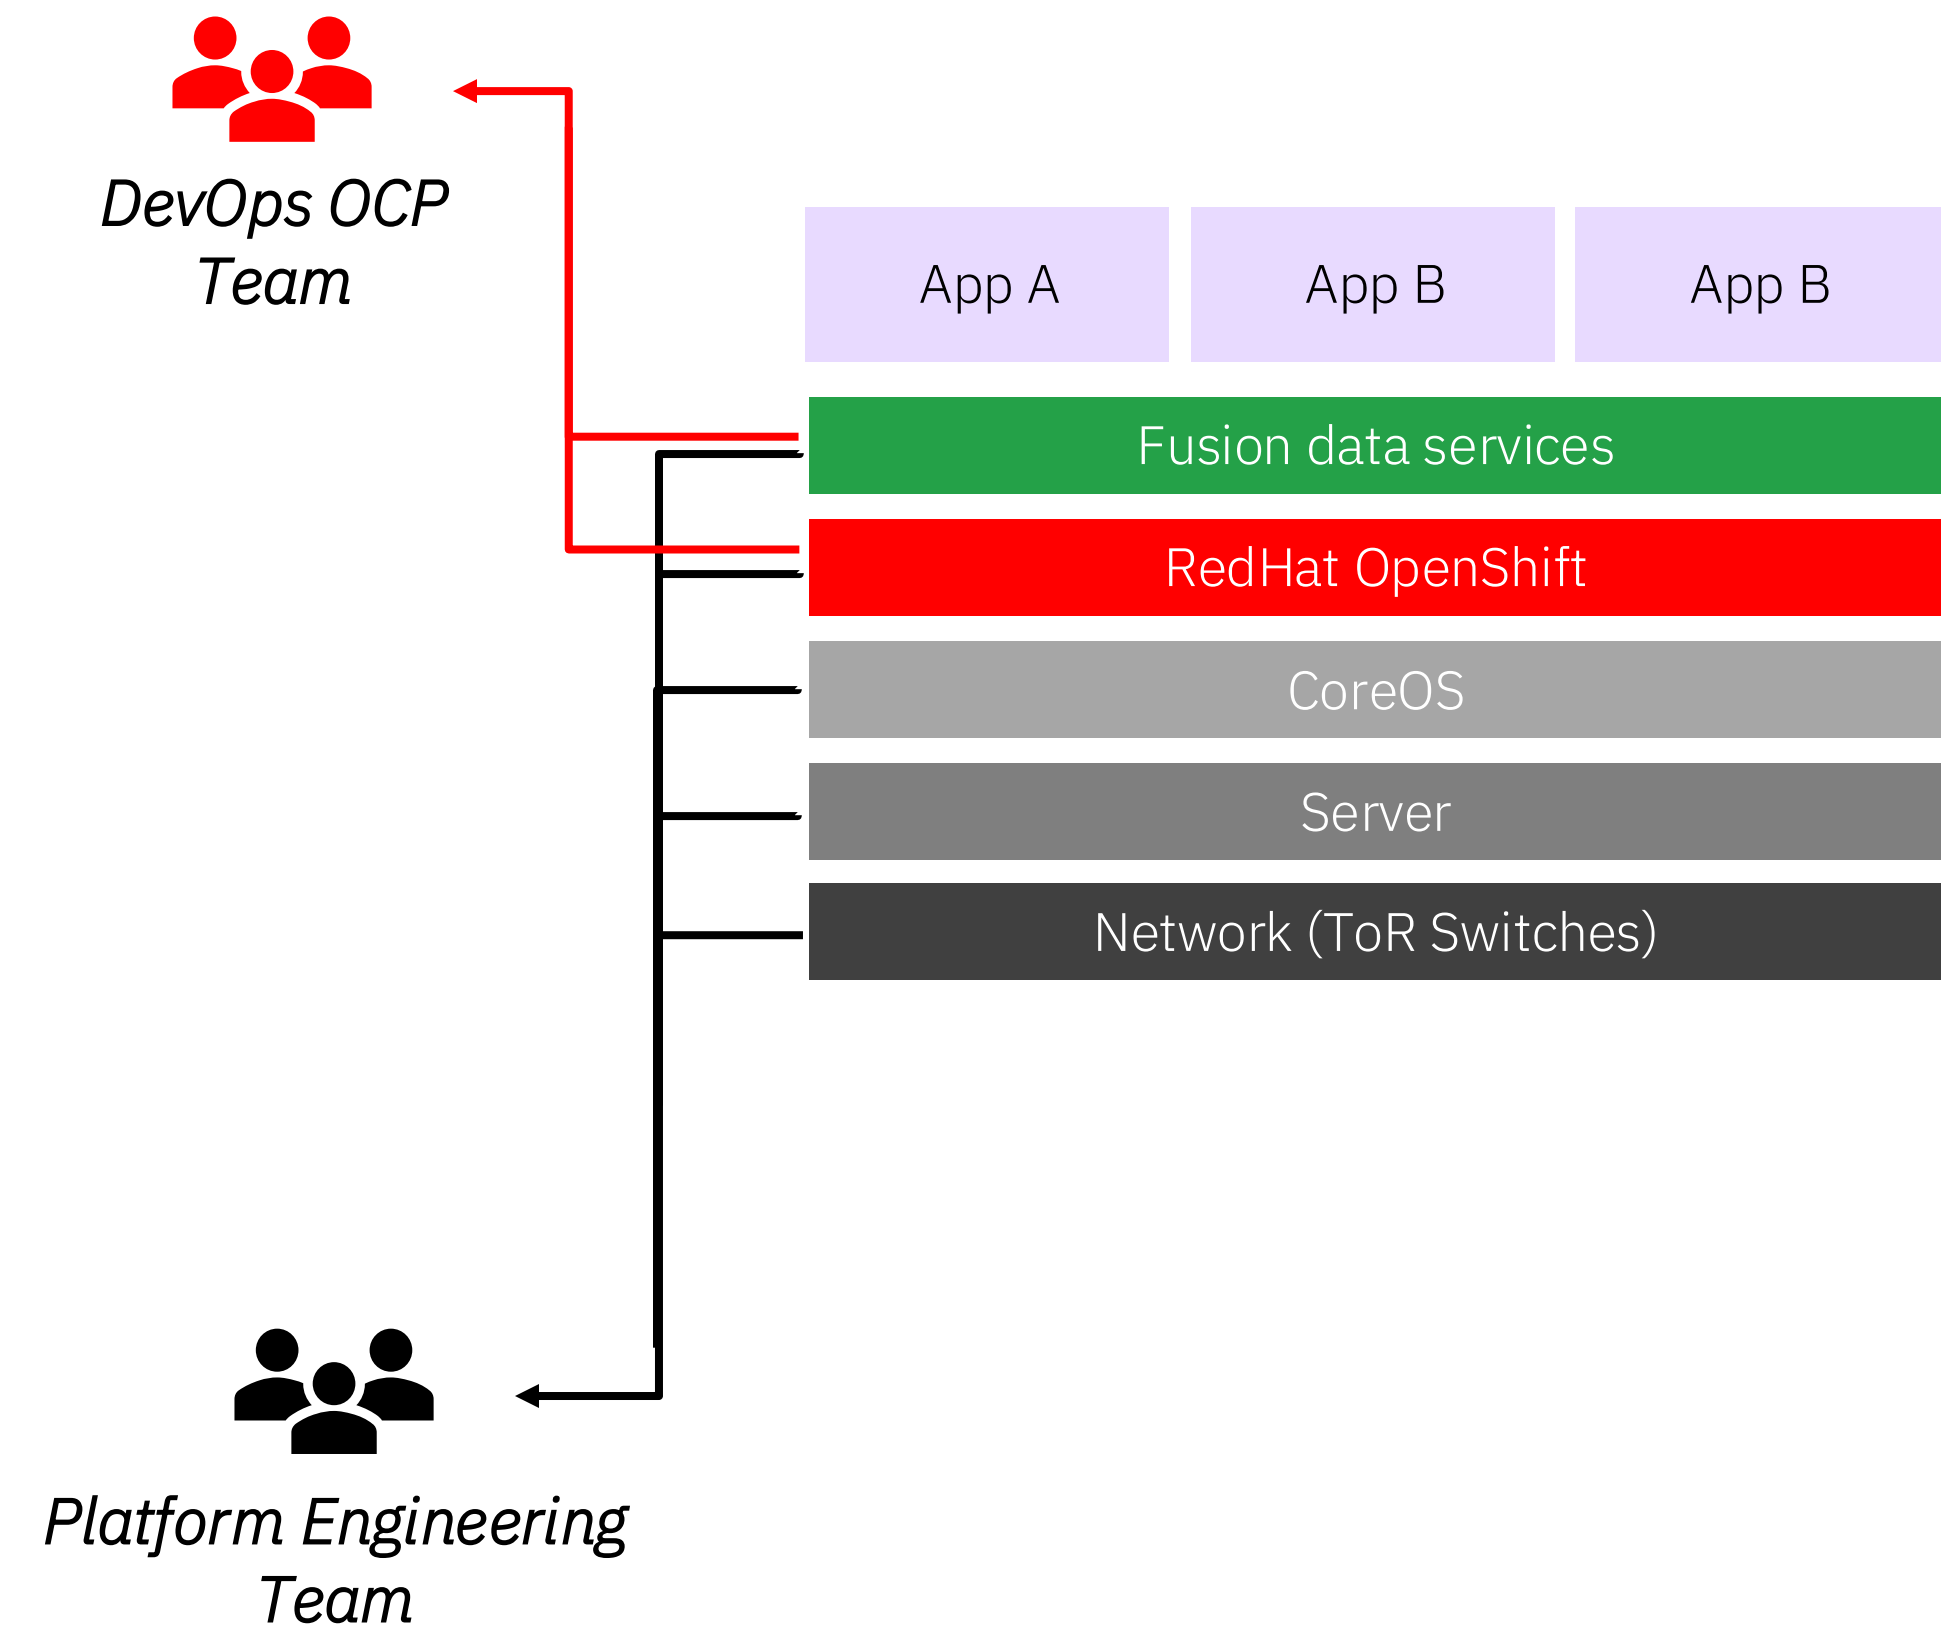 DevOps OCP
Team
App A
App B
App B
Fusion data services
RedHat OpenShift
CoreOS
Server
Network (ToR Switches)
Platform Engineering
Team